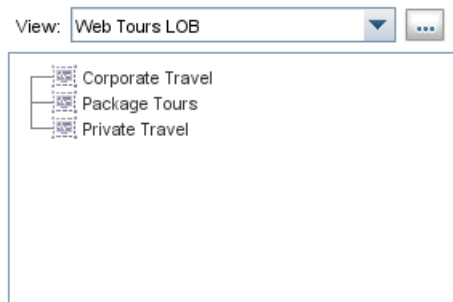 View: Web Tours LOB ...
Corporate Travel
Package Tours
Private Travel